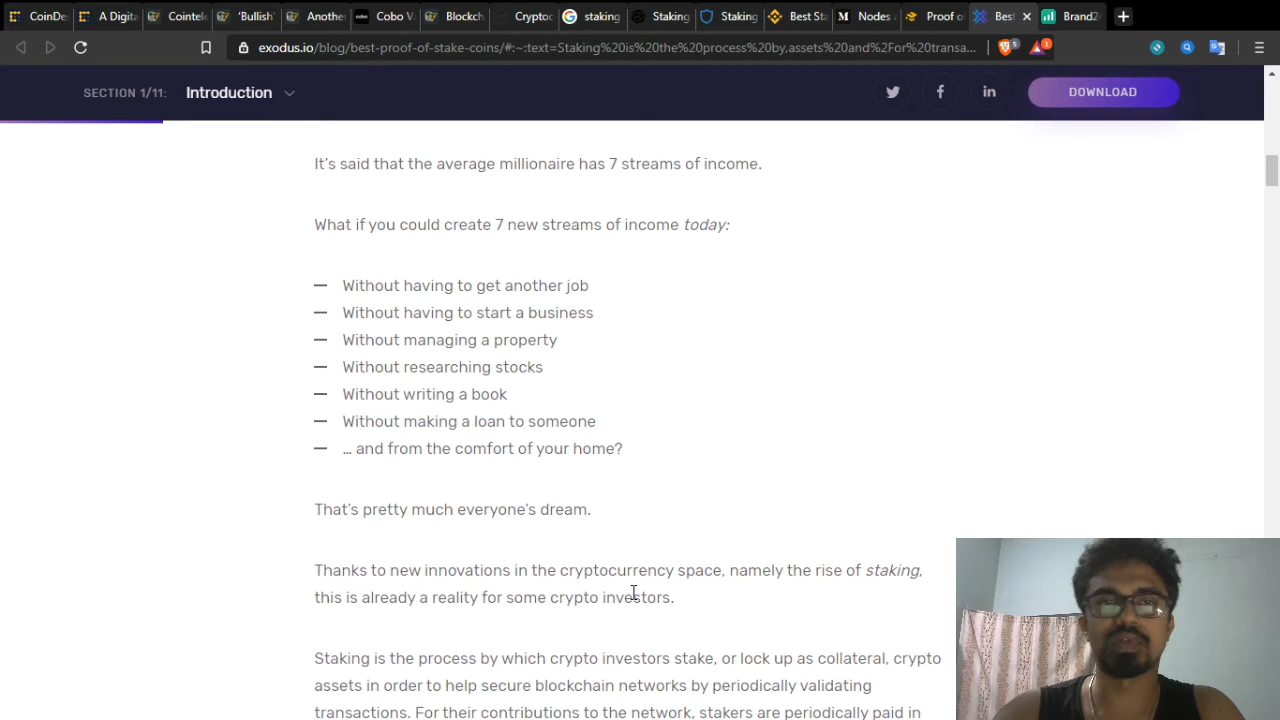 CoinDe
A Digit
Cointele
'Bullish'
Another
cobo
Cobo V
Blockch
Cryptoc
staking
Staking
Staking
Best Sta
Nodes a
Proof o
Best
Brand24
exodus.io/blog/best-proof-of-stake-coins/#:~:text=Staking%20is%20the%20process%20by,assets%20and%2For%20transa...
5
1
SECTION 1/11:
Introduction
DOWNLOAD
It's said that the average millionaire has 7 streams of income.
What if you could create 7 new streams of income today:
— Without having to get another job
— Without having to start a business
— Without managing a property
— Without researching stocks
— Without writing a book
— Without making a loan to someone
— … and from the comfort of your home?
That's pretty much everyone's dream.
Thanks to new innovations in the cryptocurrency space, namely the rise of staking,
this is already a reality for some crypto investors.
Staking is the process by which crypto investors stake, or lock up as collateral, crypto
assets in order to help secure blockchain networks by periodically validating
transactions. For their contributions to the network, stakers are periodically paid in